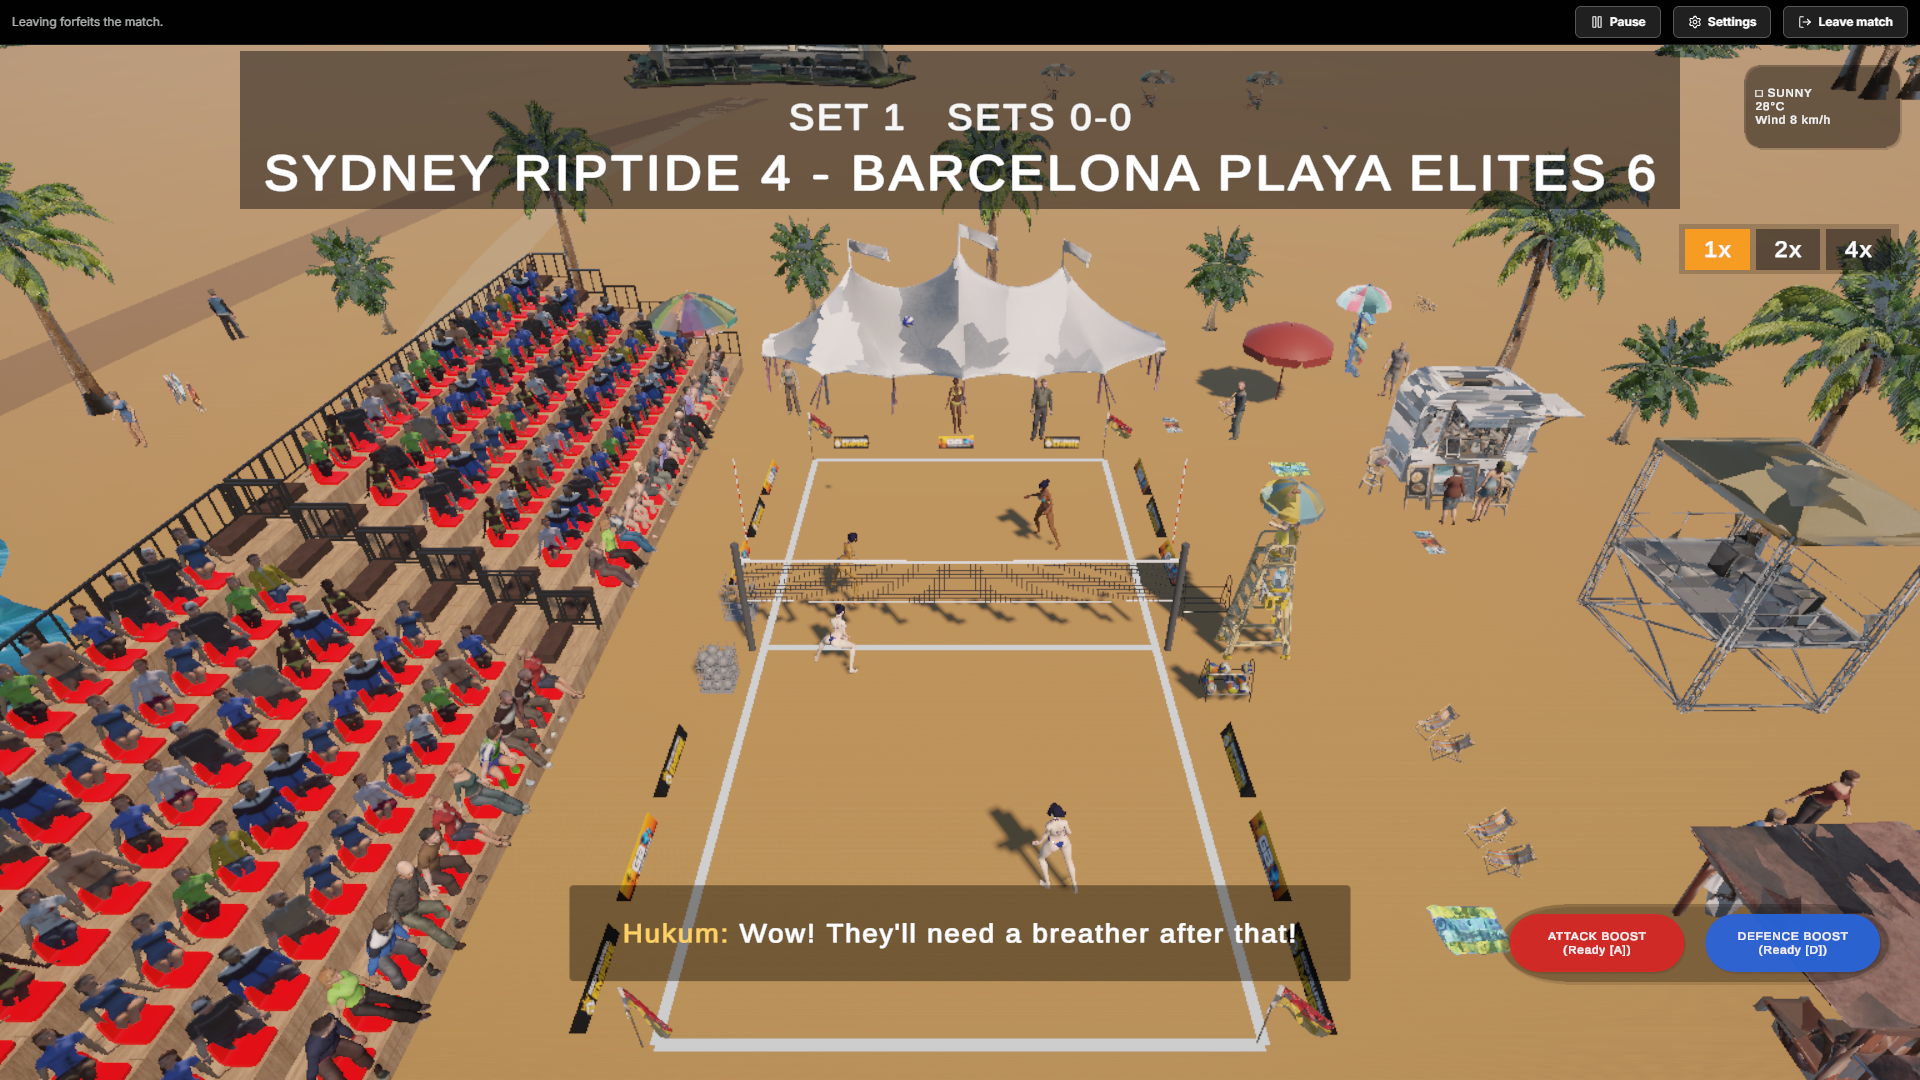 Leaving forfeits the match.
Pause
Settings
Leave match
SET 1 SETS 0-0
SYDNEY RIPTIDE 4 - BARCELONA PLAYA ELITES 6
SUNNY
28°C
Wind 8 km/h
1x
2x
4x
Hukum: Wow! They'll need a breather after that!
ATTACK BOOST
(Ready [A])
DEFENCE BOOST
(Ready [D])